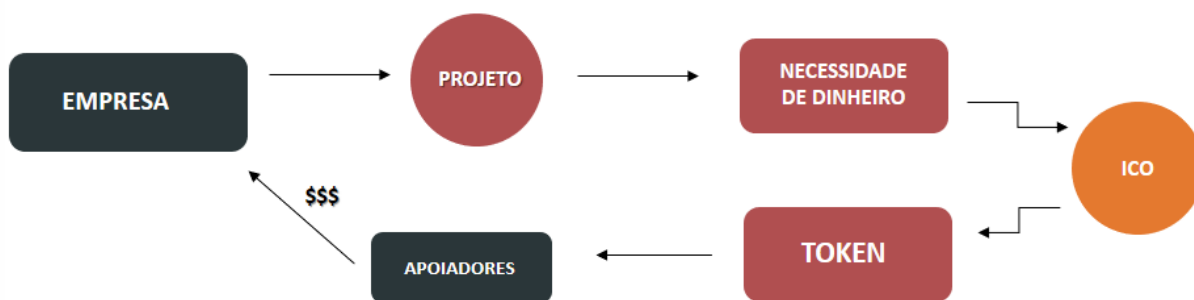 EMPRESA
PROJETO
NECESSIDADE
DE DINHEIRO
ICO
TOKEN
APOIADORES
$$$